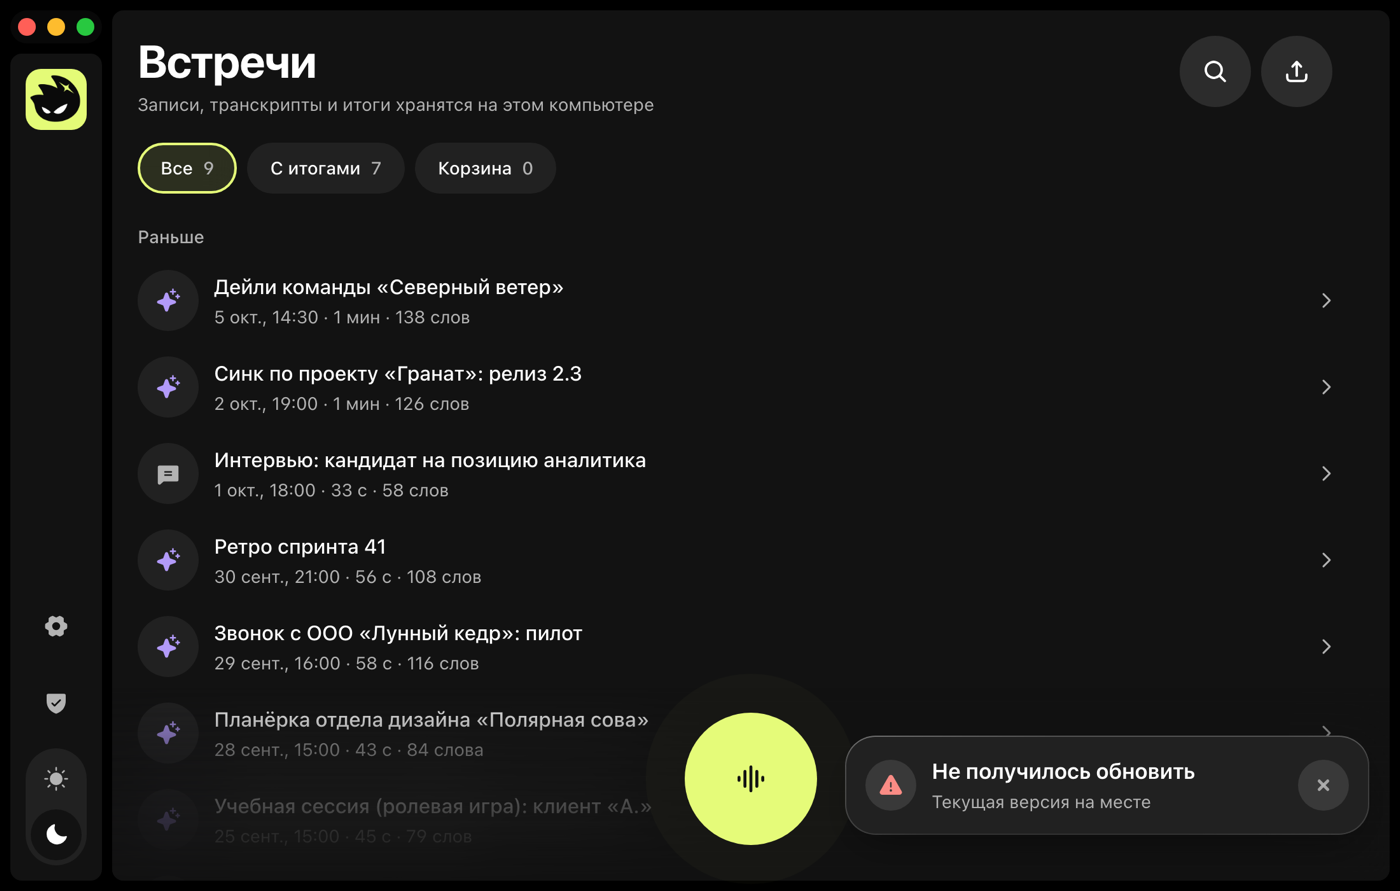 Встречи
Записи, транскрипты и итоги хранятся на этом компьютере
Все 9
С итогами 7
Корзина 0
Раньше
Дейли команды «Северный ветер»
5 окт., 14:30 · 1 мин · 138 слов
Синк по проекту «Гранат»: релиз 2.3
2 окт., 19:00 · 1 мин · 126 слов
Интервью: кандидат на позицию аналитика
1 окт., 18:00 · 33 с · 58 слов
Ретро спринта 41
30 сент., 21:00 · 56 с · 108 слов
Звонок с ООО «Лунный кедр»: пилот
29 сент., 16:00 · 58 с · 116 слов
Планёрка отдела дизайна «Полярная сова»
28 сент., 15:00 · 43 с · 84 слова
Учебная сессия (ролевая игра): клиент «А.»
25 сент., 15:00 · 45 с · 79 слов
Не получилось обновить
Текущая версия на месте